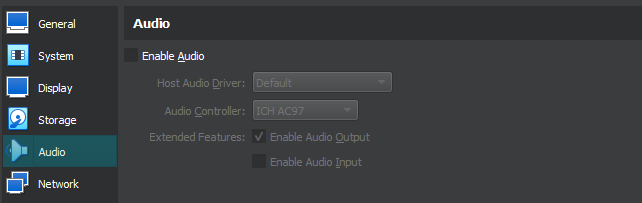 General
System
Display
Storage
Audio
Network
Audio
Enable Audio
Host Audio Driver: Default
Audio Controller: ICH AC97
Extended Features: Enable Audio Output
Enable Audio Input